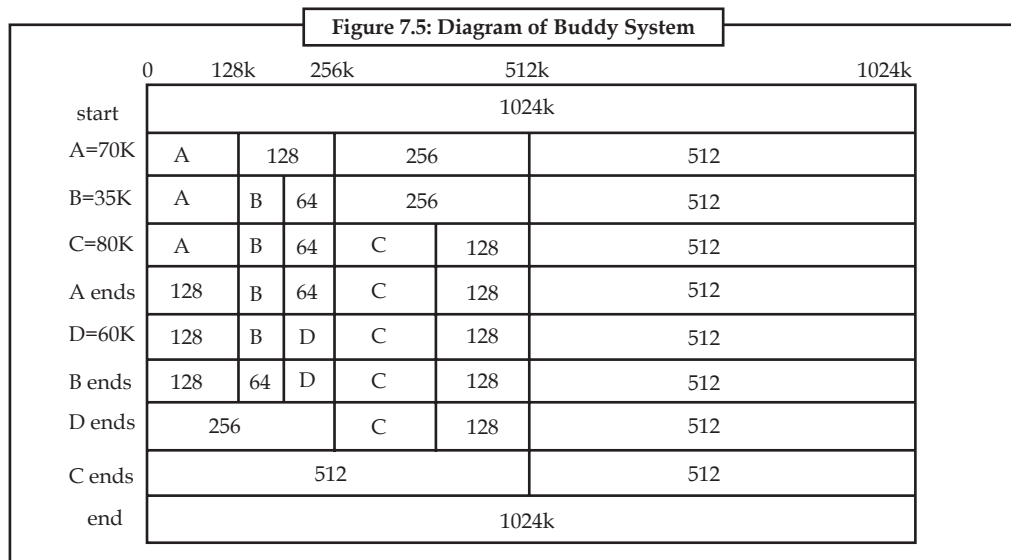 Figure 7.5: Diagram of Buddy System
0 128k 256k 512k 1024k
start 1024k
A=70K A 128 256 512
B=35K A B 64 256 512
C=80K A B 64 C 128 512
A ends 128 B 64 C 128 512
D=60K 128 B D C 128 512
B ends 128 64 D C 128 512
D ends 256 C 128 512
C ends 512 512
end 1024k